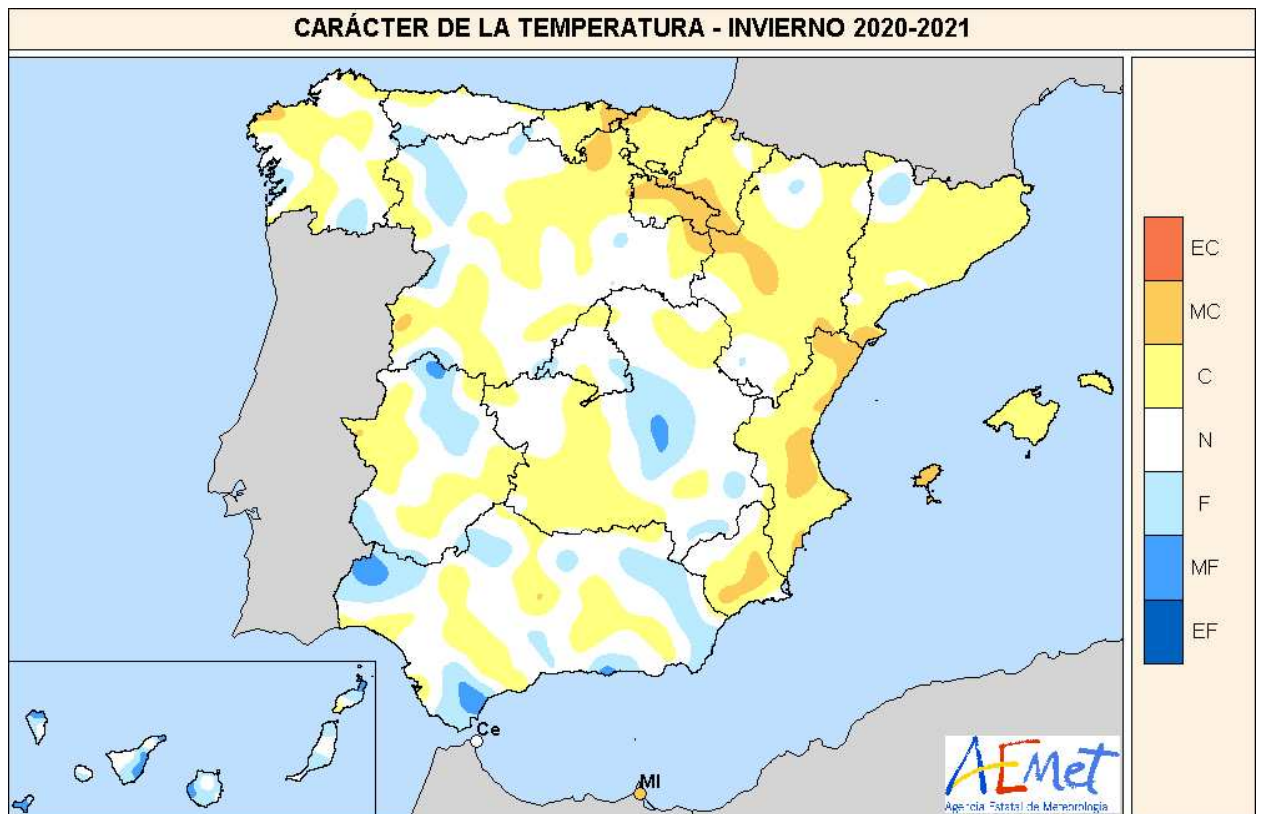 CARÁCTER DE LA TEMPERATURA - INVIERNO 2020-2021
EC
MC
C
N
F
MF
EF
Ce
Ml
AEMet
Agencia Estatal de Meteorología